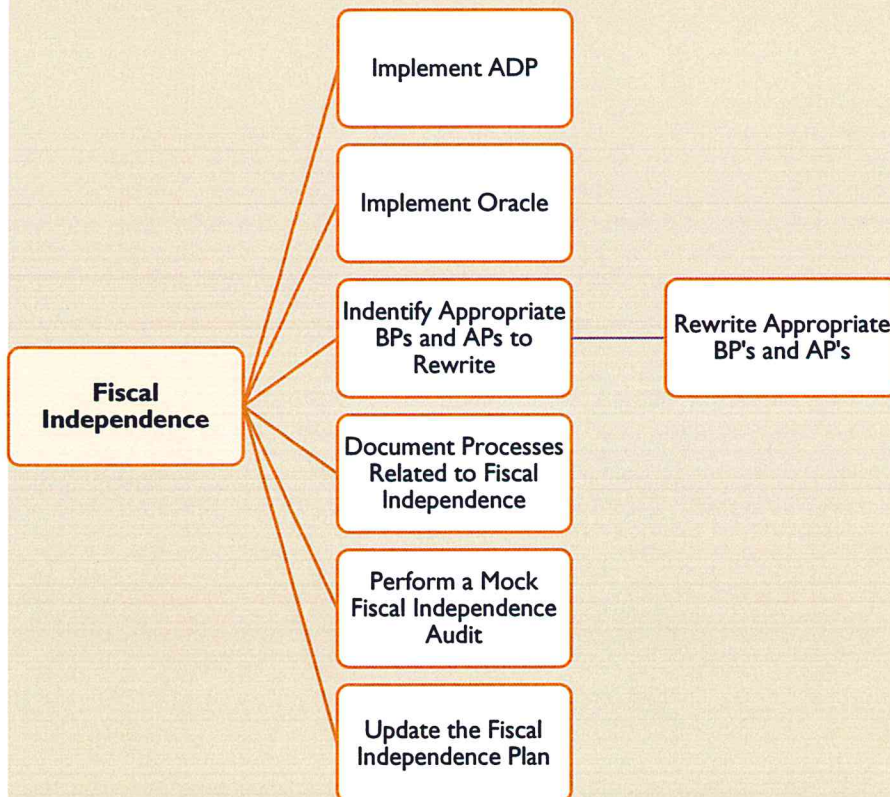 Implement ADP
Implement Oracle
Indentify Appropriate
BPs and APs to
Rewrite
Rewrite Appropriate
BP's and AP's
Fiscal
Independence
Document Processes
Related to Fiscal
Independence
Perform a Mock
Fiscal Independence
Audit
Update the Fiscal
Independence Plan